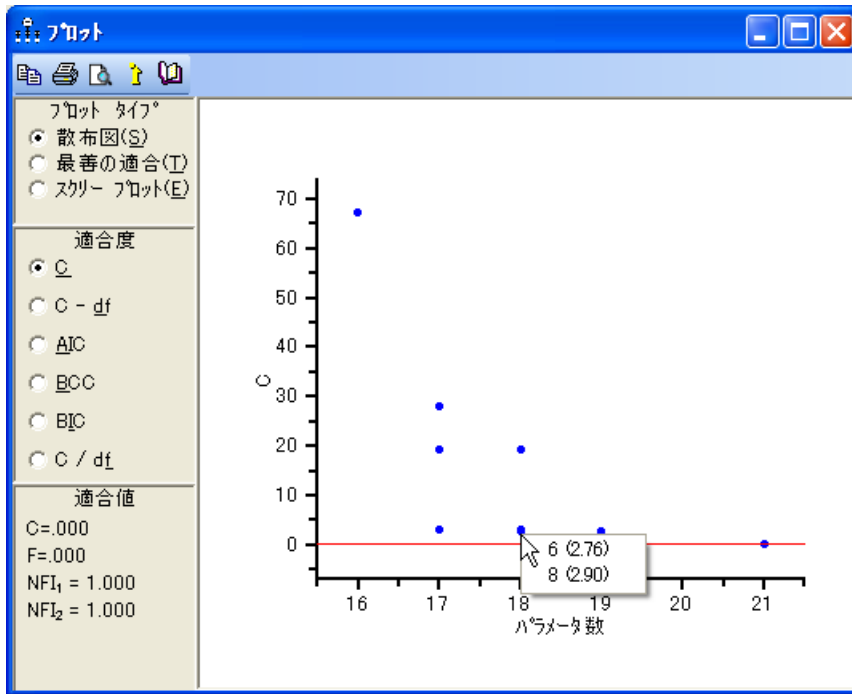 プロット
プロット タイプ
散布図(S)
最善の適合(T)
スクリー プロット(E)
適合度
C
C - df
AIC
BCC
BIC
C / df
適合値
C=.000
F=.000
NFI₁ = 1.000
NFI₂ = 1.000
70
60
50
40
30
20
10
0
C
6 (2.76)
8 (2.90)
16
17
18
19
20
21
パラメータ数